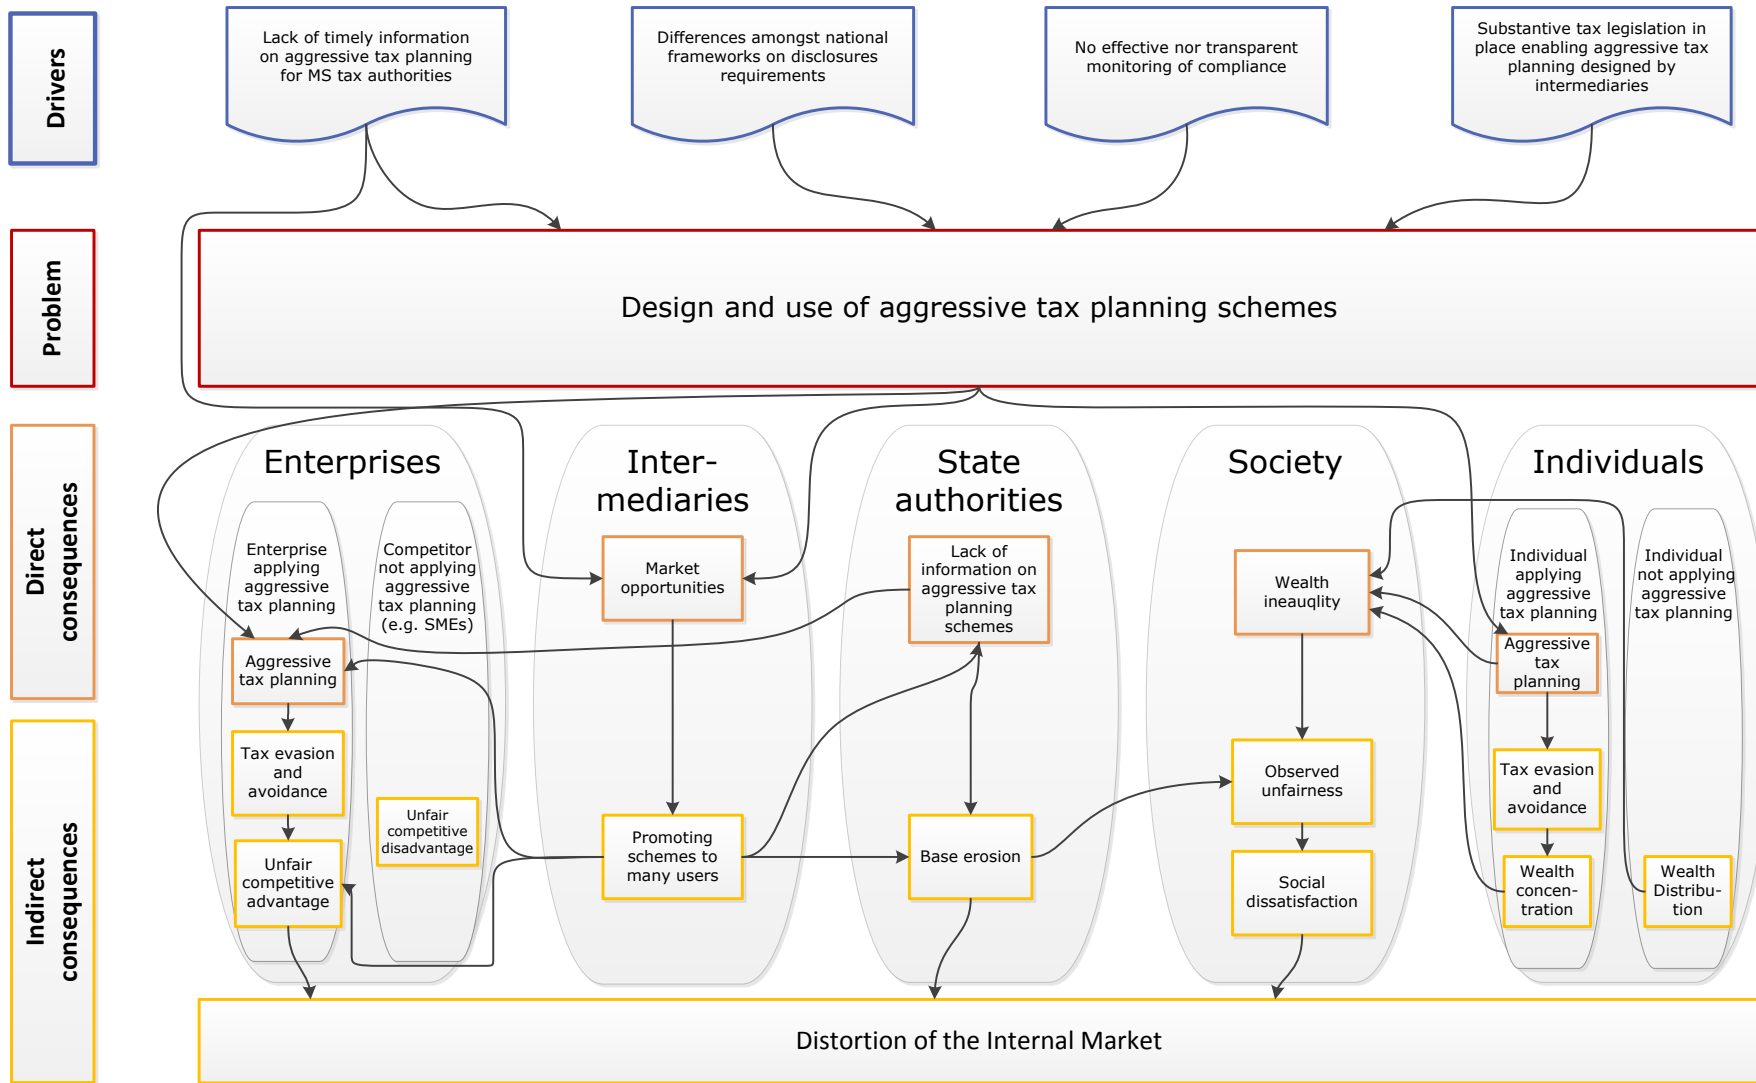 Drivers
Lack of timely information
on aggressive tax planning
for MS tax authorities
Differences amongst national
frameworks on disclosures
requirements
No effective nor transparent
monitoring of compliance
Substantive tax legislation in
place enabling aggressive tax
planning designed by
intermediaries
Problem
Design and use of aggressive tax planning schemes
Direct
consequences
Enterprises
Enterprise
applying
aggressive
tax planning
Competitor
not applying
aggressive
tax planning
(e.g. SMEs)
Aggressive
tax planning
Inter-
mediaries
Market
opportunities
State
authorities
Lack of
information on
aggressive tax
planning
schemes
Society
Wealth
ineauqlity
Individuals
Individual
applying
aggressive
tax planning
Individual
not applying
aggressive
tax planning
Aggressive
tax
planning
Indirect
consequences
Tax evasion
and
avoidance
Unfair
competitive
advantage
Unfair
competitive
disadvantage
Promoting
schemes to
many users
Base erosion
Observed
unfairness
Social
dissatisfaction
Tax evasion
and
avoidance
Wealth
concen-
tration
Wealth
Distribu-
tion
Distortion of the Internal Market